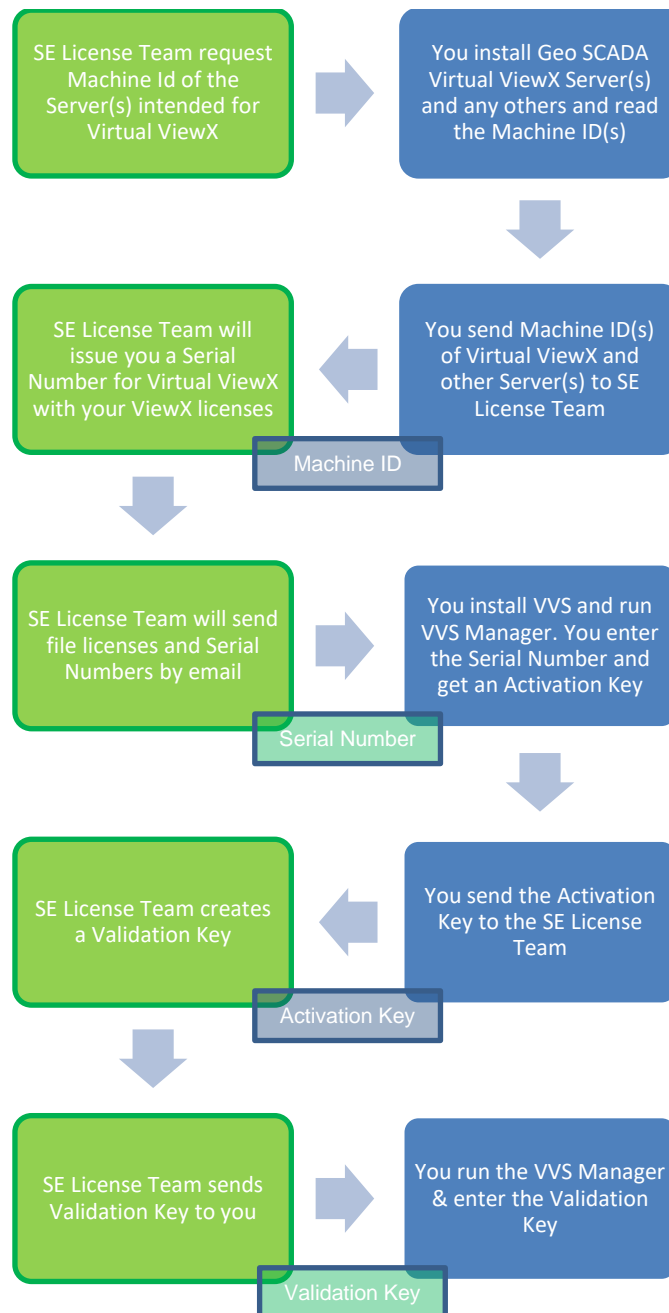 SE License Team request
Machine Id of the
Server(s) intended for
Virtual ViewX
You install Geo SCADA
Virtual ViewX Server(s)
and any others and read
the Machine ID(s)
You send Machine ID(s)
of Virtual ViewX and
other Server(s) to SE
License Team
SE License Team will
issue you a Serial
Number for Virtual ViewX
with your ViewX licenses
Machine ID
SE License Team will send
file licenses and Serial
Numbers by email
You install VVS and run
VVS Manager. You enter
the Serial Number and
get an Activation Key
Serial Number
You send the Activation
Key to the SE License
Team
SE License Team creates
a Validation Key
Activation Key
SE License Team sends
Validation Key to you
You run the VVS Manager
& enter the Validation
Key
Validation Key